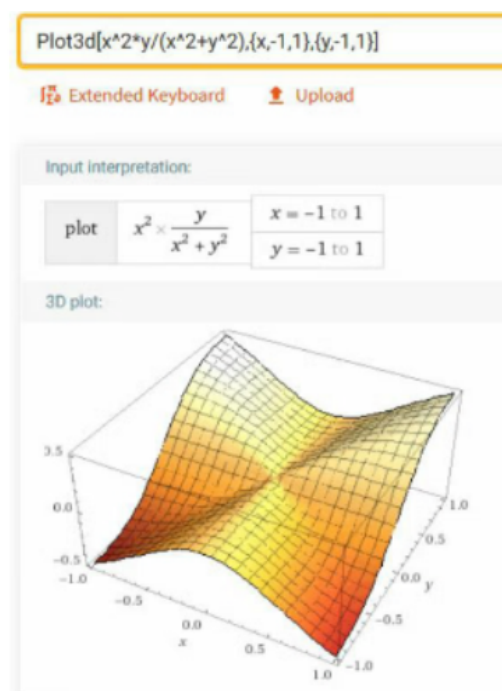 Plot3d[x^2*y/(x^2+y^2),{x,-1,1},{y,-1,1}]
Extended Keyboard Upload
Input interpretation:
plot x² × y/(x² + y²) x = -1 to 1
y = -1 to 1
3D plot:
0.5
0.0
-0.5
-1.0
-0.5
0.0
x
0.5
1.0
1.0
0.5
0.0 y
-0.5
-1.0